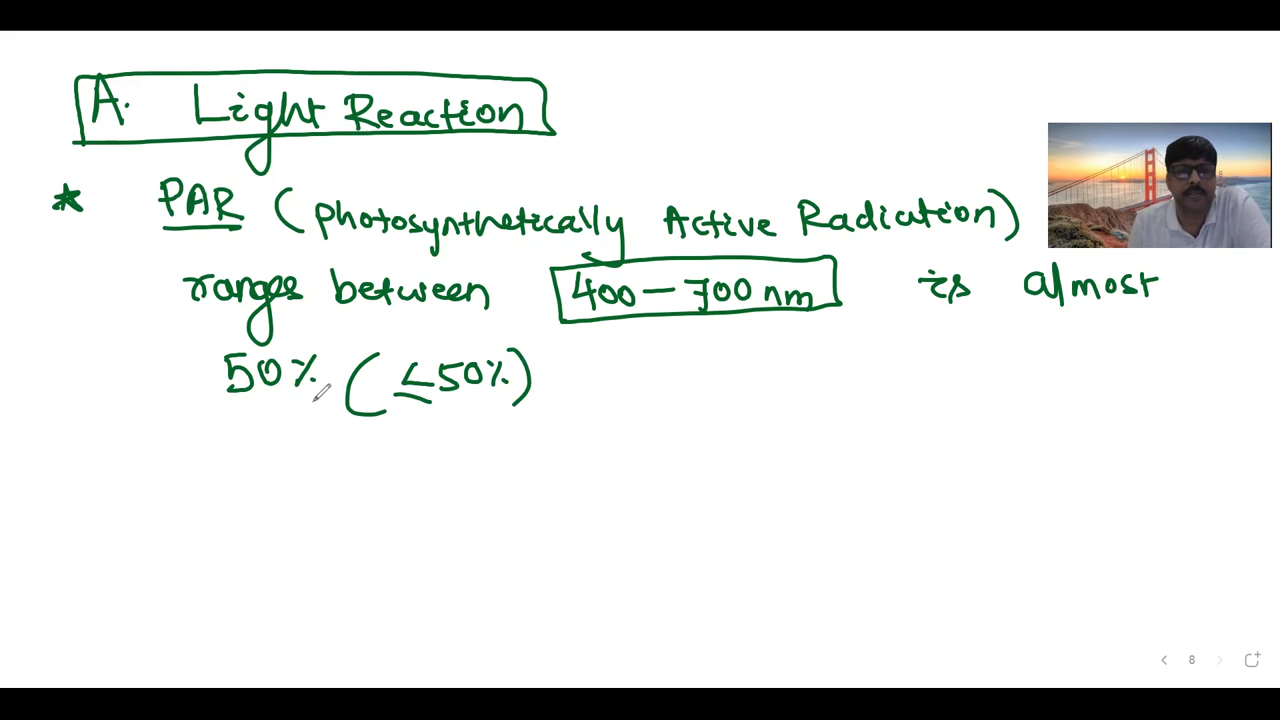 A. Light Reaction
* PAR (photosynthetically Active Radiation)
ranges between 400 — 700 nm is almost
50% (≤50%)
8